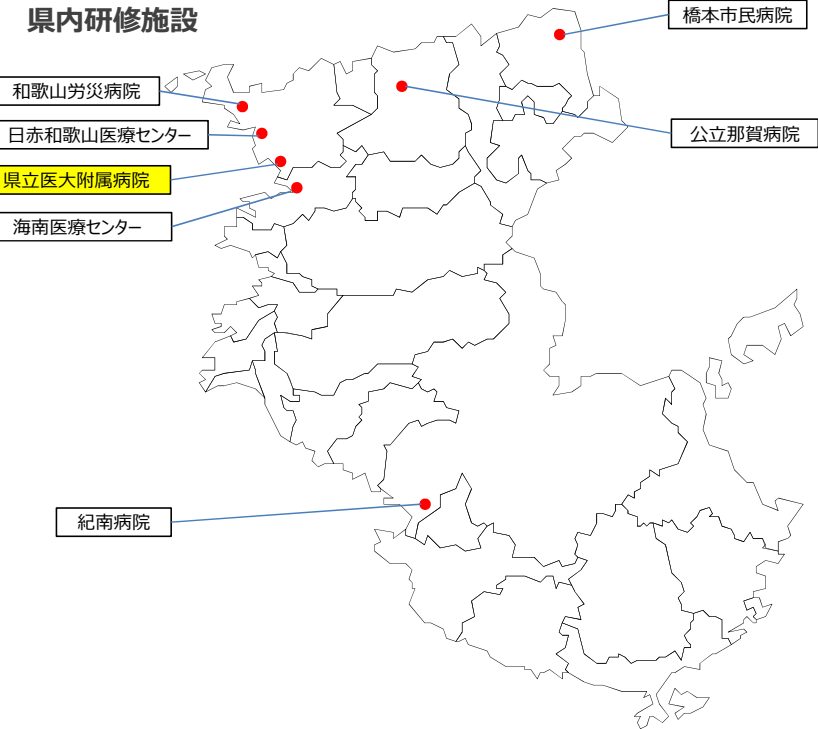 県内研修施設
橋本市民病院
和歌山労災病院
日赤和歌山医療センター
公立那賀病院
県立医大附属病院
海南医療センター
紀南病院